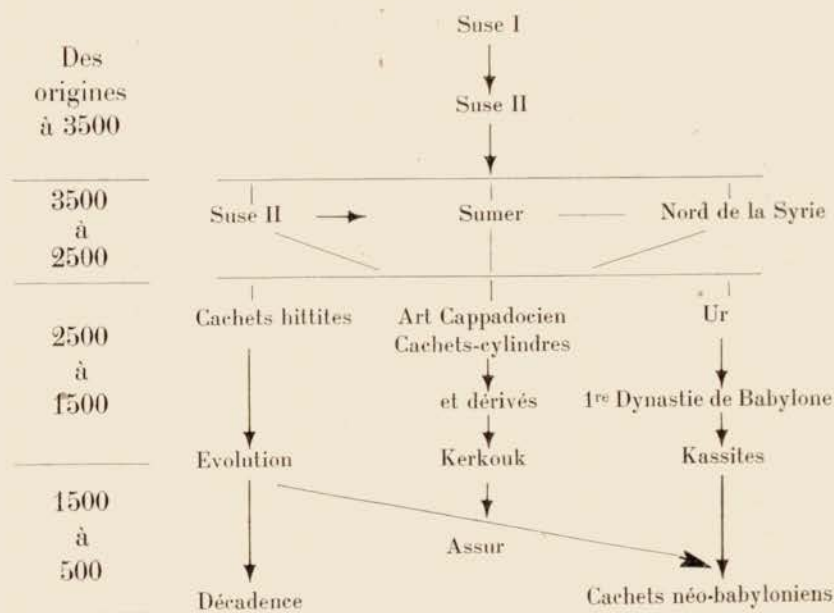 Des
origines
à 3500
Suse I
Suse II
3500
à
2500
Suse II
Sumer
Nord de la Syrie
2500
à
1500
Cachets hittites
Art Cappadocien
Cachets-cylindres
Ur
et dérivés
1re Dynastie de Babylone
Evolution
Kerkouk
Kassites
1500
à
500
Assur
Décadence
Cachets néo-babyloniens